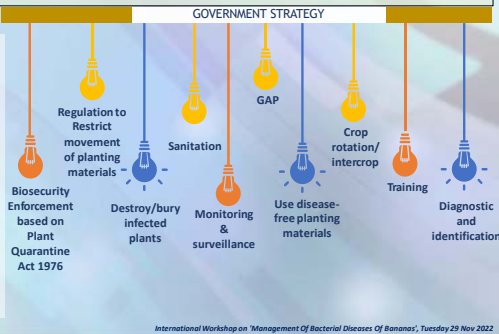 GOVERNMENT STRATEGY
Biosecurity
Enforcement
based on
Plant
Quarantine
Act 1976
Regulation to
Restrict
movement
of planting
materials
Destroy/bury
infected
plants
Sanitation
Monitoring
&
surveillance
GAP
Use disease-
free planting
materials
Crop
rotation/
intercrop
Training
Diagnostic
and
identification
International Workshop on 'Management Of Bacterial Diseases Of Bananas', Tuesday 29 Nov 2022